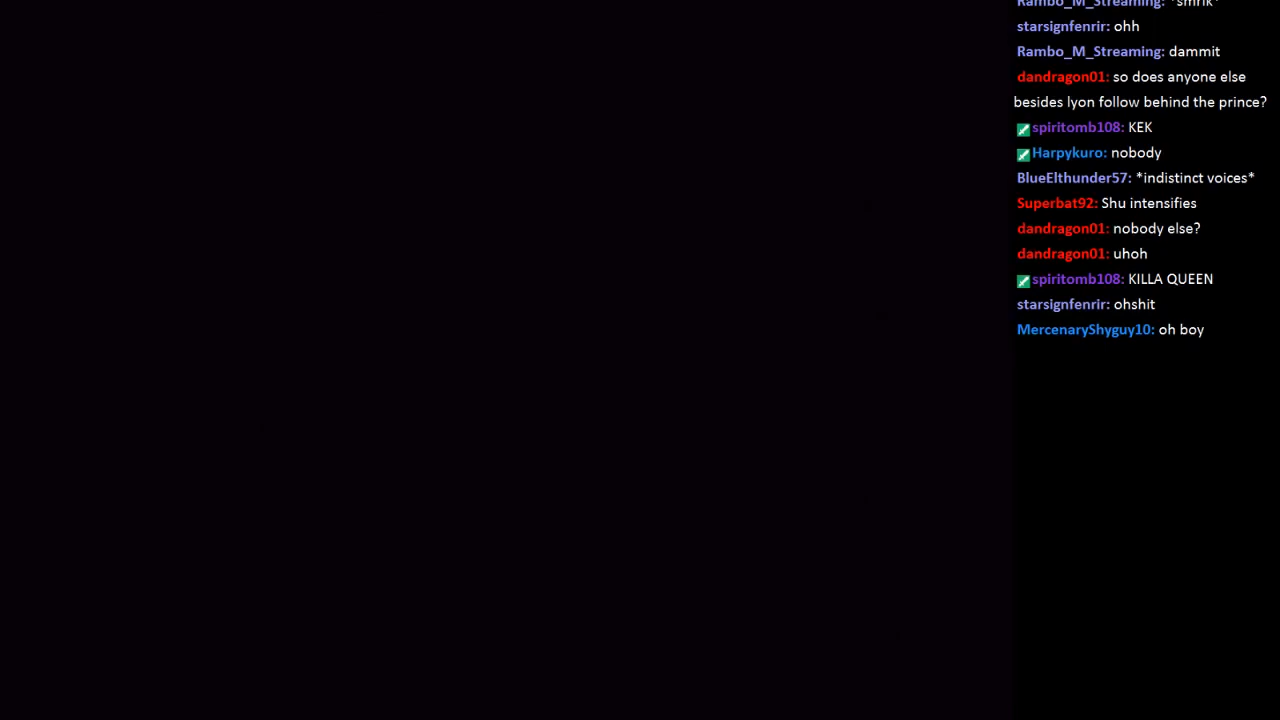 Rambo_M_Streaming: *smrik*
starsignfenrir: ohh
Rambo_M_Streaming: dammit
dandragon01: so does anyone else
besides lyon follow behind the prince?
spiritomb108: KEK
Harpykuro: nobody
BlueElthunder57: *indistinct voices*
Superbat92: Shu intensifies
dandragon01: nobody else?
dandragon01: uhoh
spiritomb108: KILLA QUEEN
starsignfenrir: ohshit
MercenaryShyguy10: oh boy